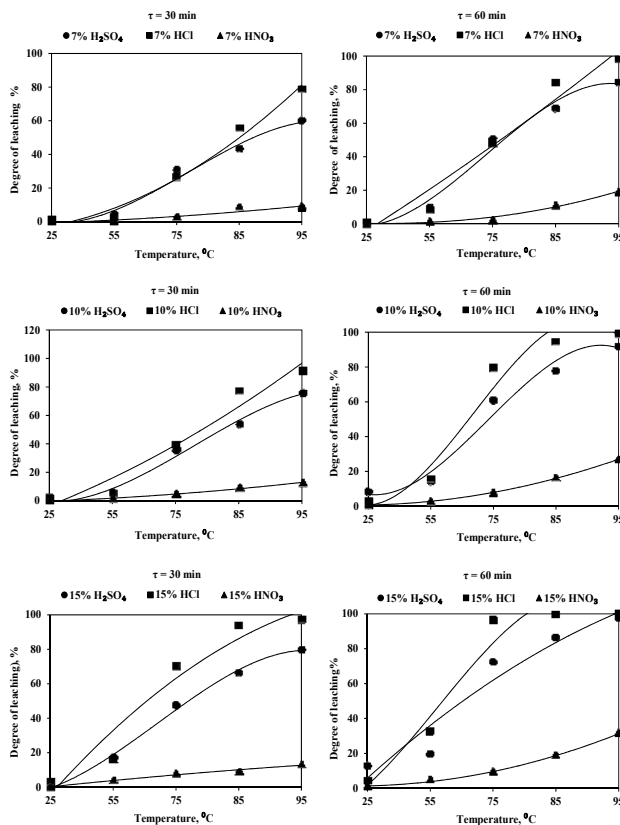 τ = 30 min
● 7% H₂SO₄ ■ 7% HCl ▲ 7% HNO₃
Degree of leaching %
100
80
60
40
20
0
25 55 75 85 95
Temperature, ⁰C
τ = 60 min
● 7% H₂SO₄ ■ 7% HCl ▲ 7% HNO₃
Degree of leaching, %
100
80
60
40
20
0
25 55 75 85 95
Temperature, ⁰C
τ = 30 min
● 10% H₂SO₄ ■ 10% HCl ▲ 10% HNO₃
Degree of leaching, %
120
100
80
60
40
20
0
25 55 75 85 95
Temperature, ⁰C
τ = 60 min
● 10% H₂SO₄ ■ 10% HCl ▲ 10% HNO₃
Degree of leaching, %
100
80
60
40
20
0
25 55 75 85 95
Temperature, ⁰C
τ = 30 min
● 15% H₂SO₄ ■ 15% HCl ▲ 15% HNO₃
Degree of leaching), %
100
80
60
40
20
0
25 55 75 85 95
Temperature, ⁰C
τ = 60 min
● 15% H₂SO₄ ■ 15% HCl ▲ 15% HNO₃
Degree of leaching%
100
80
60
40
20
0
25 55 75 85 95
Temperature, ⁰C